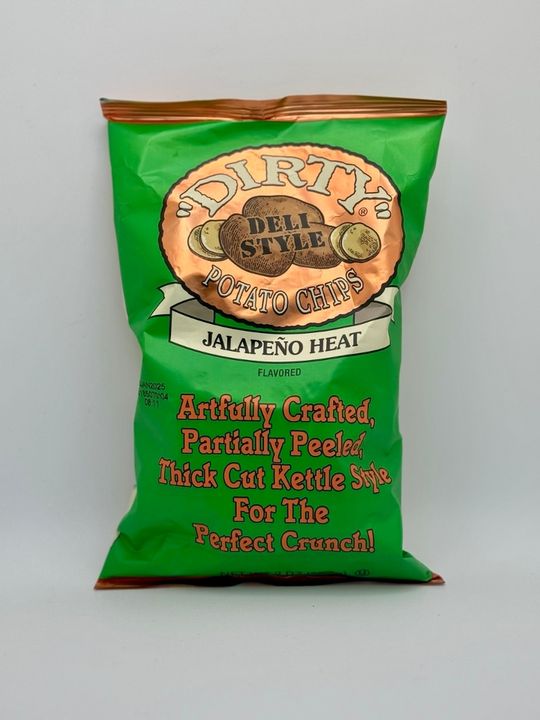 "DIRTY"®
DELI
STYLE
POTATO CHIPS
JALAPEÑO HEAT
FLAVORED
Artfully Crafted,
Partially Peeled,
Thick Cut Kettle Style
For The
Perfect Crunch!